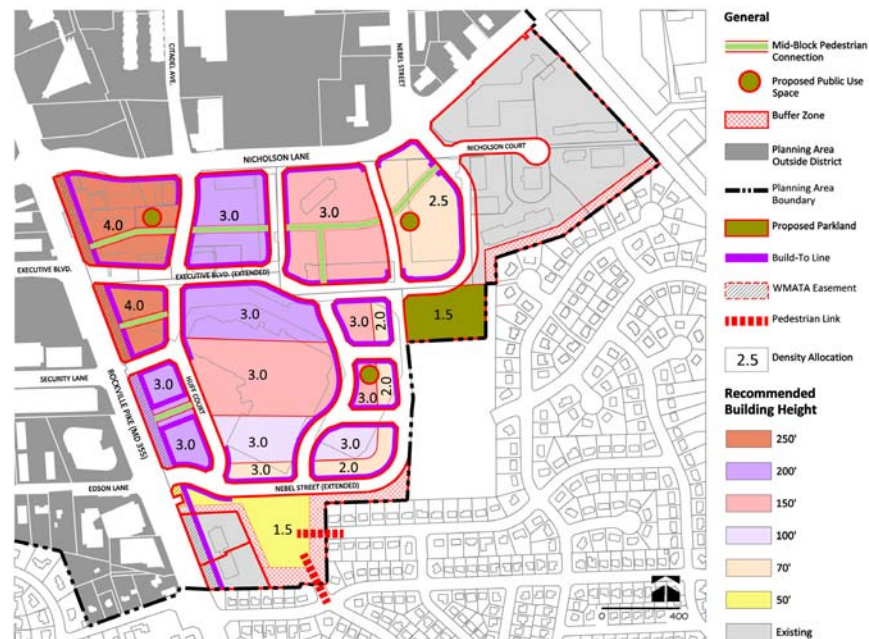 CITADEL AVE.
NEBEL STREET
NICHOLSON LANE
NICHOLSON COURT
4.0
3.0
3.0
2.5
EXECUTIVE BLVD.
EXECUTIVE BLVD. (EXTENDED)
4.0
3.0
3.0
2.0
1.5
SECURITY LANE
ROCKVILLE PIKE (MD 355)
HUFF COURT
3.0
3.0
3.0
2.0
3.0
3.0
3.0
3.0
2.0
EDSON LANE
NEBEL STREET (EXTENDED)
1.5
0
400
General
Mid-Block Pedestrian
Connection
Proposed Public Use
Space
Buffer Zone
Planning Area
Outside District
Planning Area
Boundary
Proposed Parkland
Build-To Line
WMATA Easement
Pedestrian Link
2.5
Density Allocation
Recommended
Building Height
250'
200'
150'
100'
70'
50'
Existing